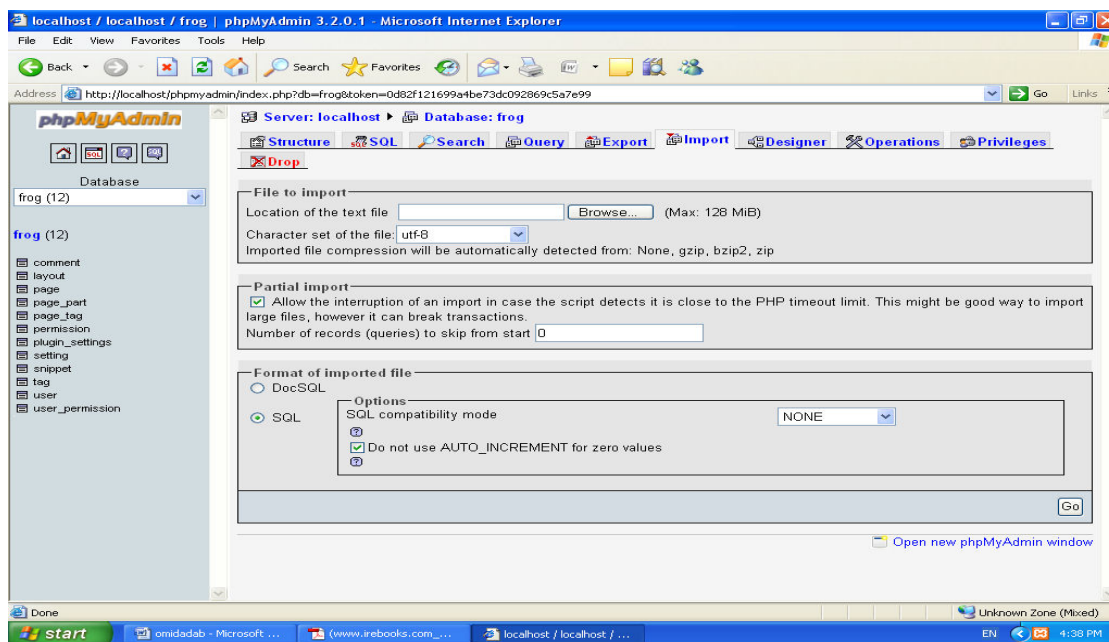 localhost / localhost / frog | phpMyAdmin 3.2.0.1 - Microsoft Internet Explorer
File Edit View Favorites Tools Help
Back Search Favorites
Address http://localhost/phpmyadmin/index.php?db=frog&token=0d82f121699a4be73dc092869c5a7e99 Go Links
phpMyAdmin
SQL
Database
frog (12)
frog (12)
comment
layout
page
page_part
page_tag
permission
plugin_settings
setting
snippet
tag
user
user_permission
Server: localhost Database: frog
Structure SQL Search Query Export Import Designer Operations Privileges
Drop
File to import
Location of the text file Browse... (Max: 128 MiB)
Character set of the file: utf-8
Imported file compression will be automatically detected from: None, gzip, bzip2, zip
Partial import
Allow the interruption of an import in case the script detects it is close to the PHP timeout limit. This might be good way to import
large files, however it can break transactions.
Number of records (queries) to skip from start 0
Format of imported file
DocSQL
SQL
Options
SQL compatibility mode NONE
Do not use AUTO_INCREMENT for zero values
Go
Open new phpMyAdmin window
Done Unknown Zone (Mixed)
start omidadab - Microsoft ... (www.irebooks.com_... localhost / localhost / ... EN 4:38 PM